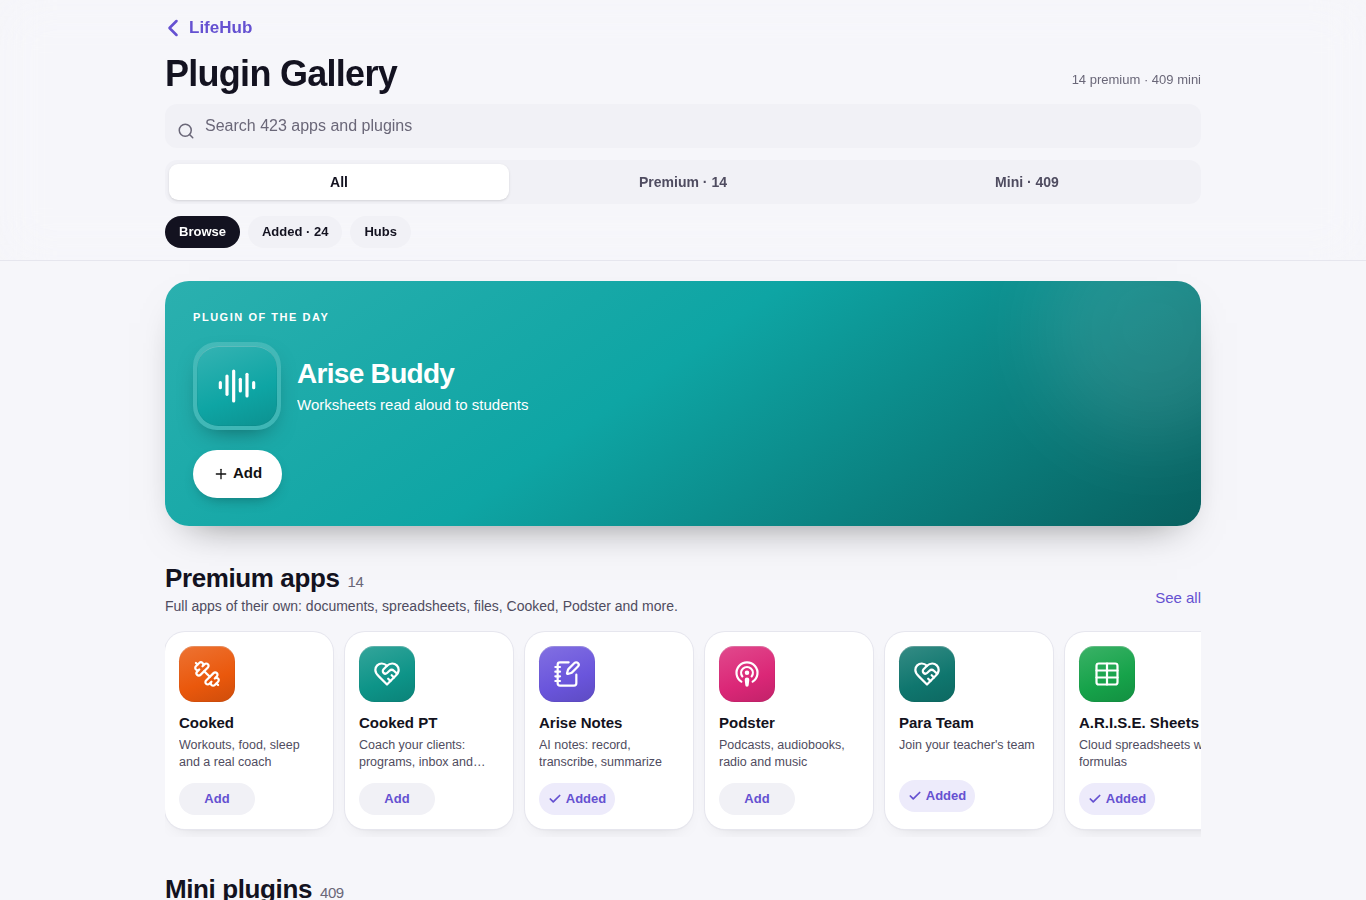 LifeHub
Plugin Gallery
14 premium · 409 mini
Search 423 apps and plugins
All
Premium · 14
Mini · 409
Browse
Added · 24
Hubs
PLUGIN OF THE DAY
Arise Buddy
Worksheets read aloud to students
Add
Premium apps 14
Full apps of their own: documents, spreadsheets, files, Cooked, Podster and more.
See all
Cooked
Workouts, food, sleep
and a real coach
Add
Cooked PT
Coach your clients:
programs, inbox and…
Add
Arise Notes
AI notes: record,
transcribe, summarize
Added
Podster
Podcasts, audiobooks,
radio and music
Add
Para Team
Join your teacher's team
Added
A.R.I.S.E. Sheets
Cloud spreadsheets w
formulas
Added
Mini plugins 409